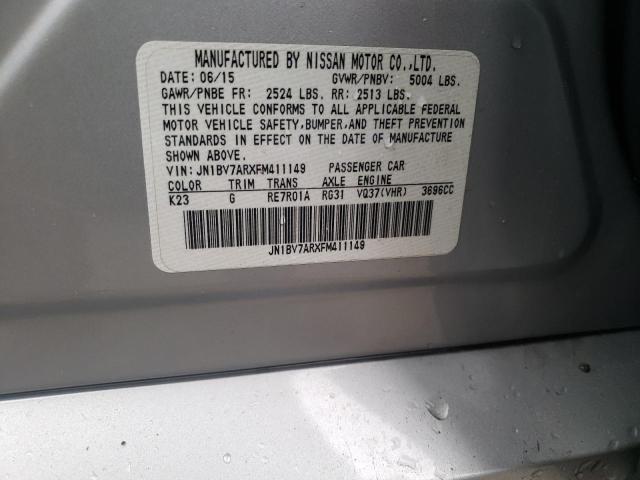 MANUFACTURED BY NISSAN MOTOR CO.,LTD.
DATE: 06/15 GVWR/PNBV: 5004 LBS.
GAWR/PNBE FR: 2524 LBS. RR: 2513 LBS.
THIS VEHICLE CONFORMS TO ALL APPLICABLE FEDERAL
MOTOR VEHICLE SAFETY,BUMPER,AND THEFT PREVENTION
STANDARDS IN EFFECT ON THE DATE OF MANUFACTURE
SHOWN ABOVE.
VIN: JN1BV7ARXFM411149 PASSENGER CAR
COLOR TRIM TRANS AXLE ENGINE
K23 G RE7R01A RG31 VQ37(VHR) 3696CC
JN1BV7ARXFM411149